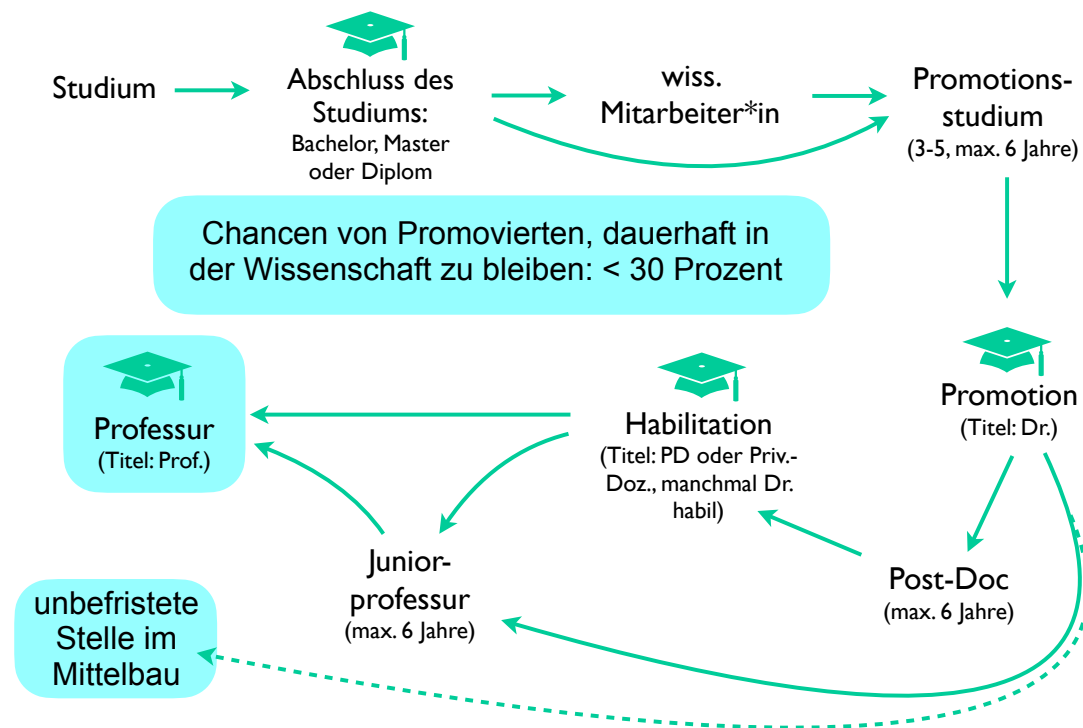 Studium
Abschluss des
Studiums:
Bachelor, Master
oder Diplom
wiss.
Mitarbeiter*in
Promotions-
studium
(3-5, max. 6 Jahre)
Chancen von Promovierten, dauerhaft in
der Wissenschaft zu bleiben: < 30 Prozent
Professur
(Titel: Prof.)
Habilitation
(Titel: PD oder Priv.-
Doz., manchmal Dr.
habil)
Promotion
(Titel: Dr.)
Junior-
professur
(max. 6 Jahre)
Post-Doc
(max. 6 Jahre)
unbefristete
Stelle im
Mittelbau